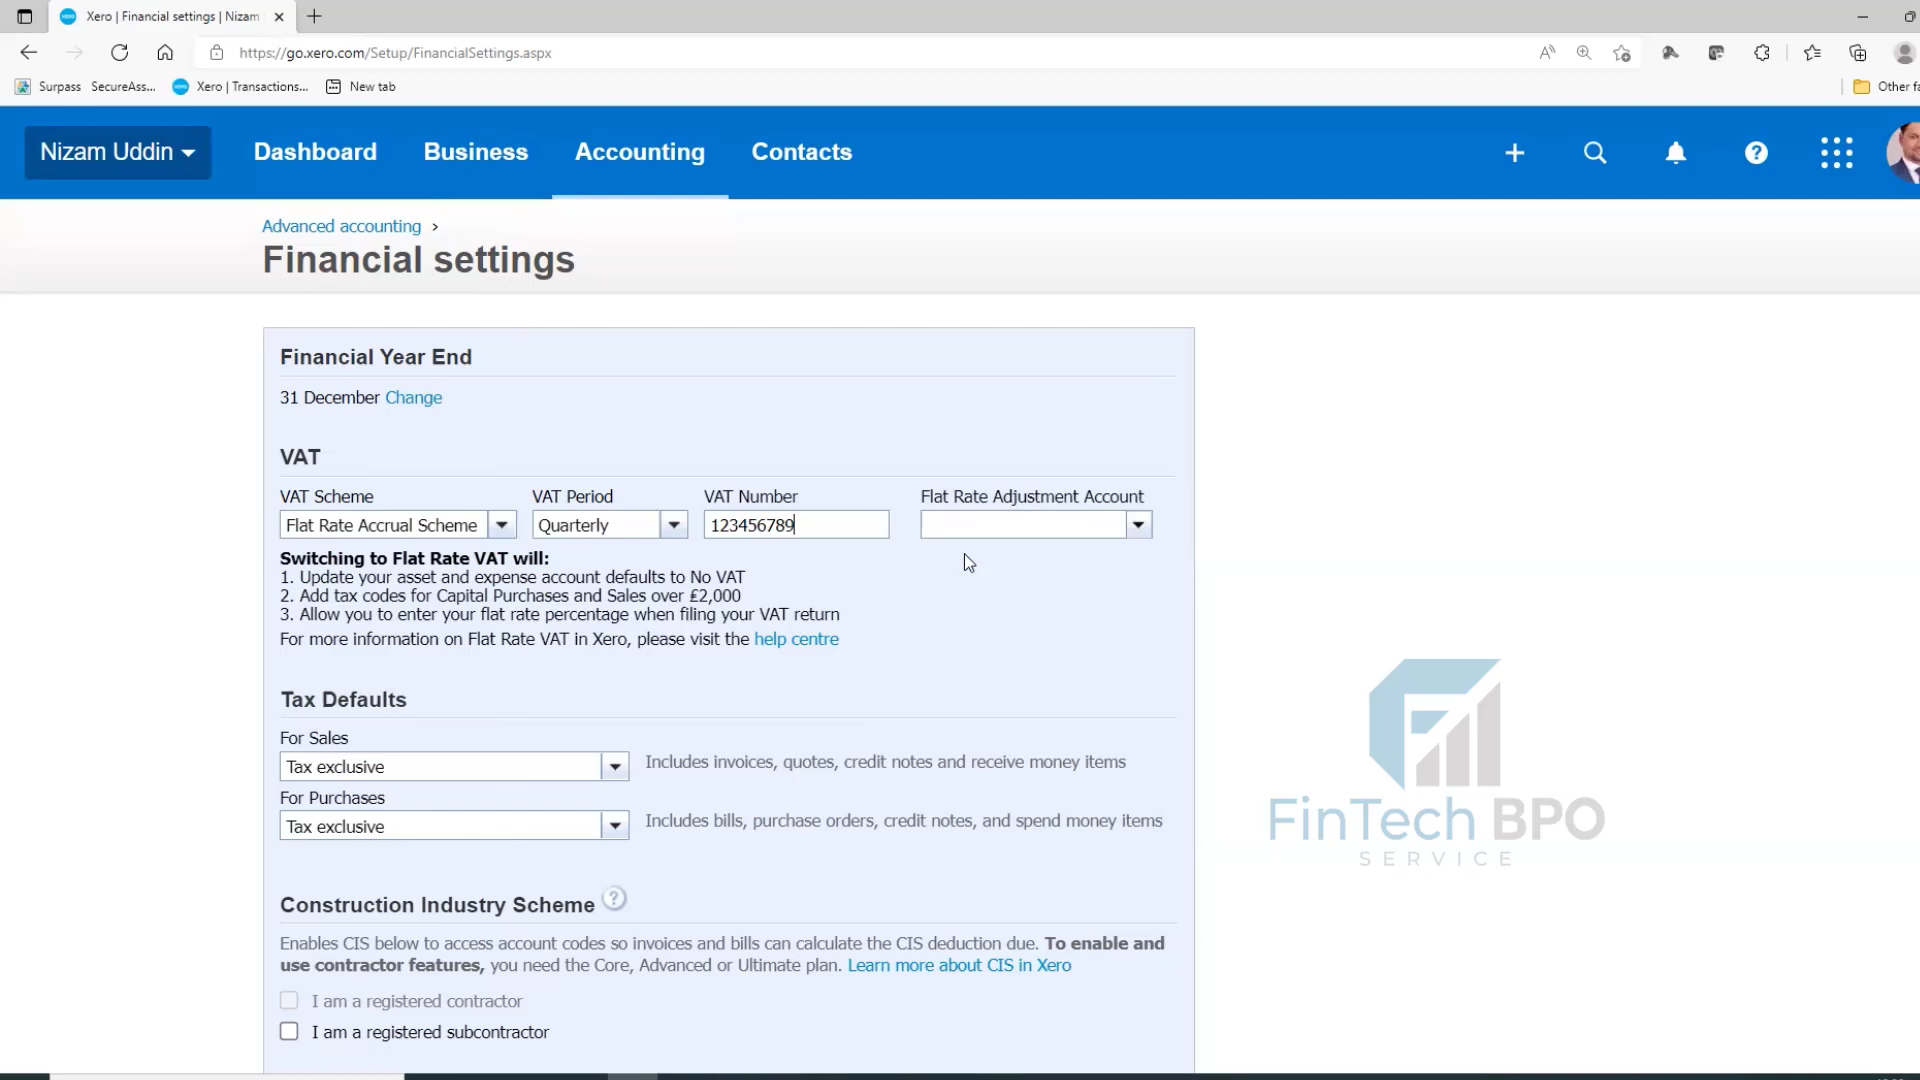 Xero | Financial settings | Nizam
https://go.xero.com/Setup/FinancialSettings.aspx
Surpass SecureAss... Xero | Transactions... New tab Other fa
Nizam Uddin Dashboard Business Accounting Contacts
Advanced accounting >
Financial settings
Financial Year End
31 December Change
VAT
VAT Scheme VAT Period VAT Number Flat Rate Adjustment Account
Flat Rate Accrual Scheme Quarterly 123456789
Switching to Flat Rate VAT will:
1. Update your asset and expense account defaults to No VAT
2. Add tax codes for Capital Purchases and Sales over £2,000
3. Allow you to enter your flat rate percentage when filing your VAT return
For more information on Flat Rate VAT in Xero, please visit the help centre
Tax Defaults
For Sales
Tax exclusive Includes invoices, quotes, credit notes and receive money items
For Purchases
Tax exclusive Includes bills, purchase orders, credit notes, and spend money items
FinTech BPO
SERVICE
Construction Industry Scheme ?
Enables CIS below to access account codes so invoices and bills can calculate the CIS deduction due. To enable and
use contractor features, you need the Core, Advanced or Ultimate plan. Learn more about CIS in Xero
I am a registered contractor
I am a registered subcontractor